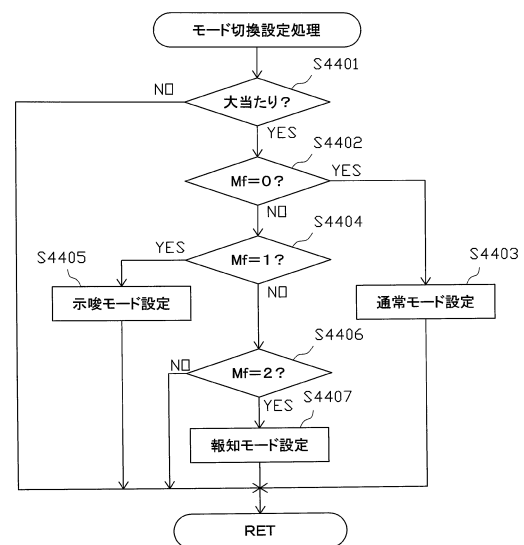 モード切換設定処理
S4401
NO
大当たり？
YES
S4402
YES
Mf=0？
NO
S4404
YES
S4405
Mf=1？
S4403
NO
示唆モード設定
通常モード設定
S4406
NO
Mf=2？
S4407
YES
報知モード設定
RET